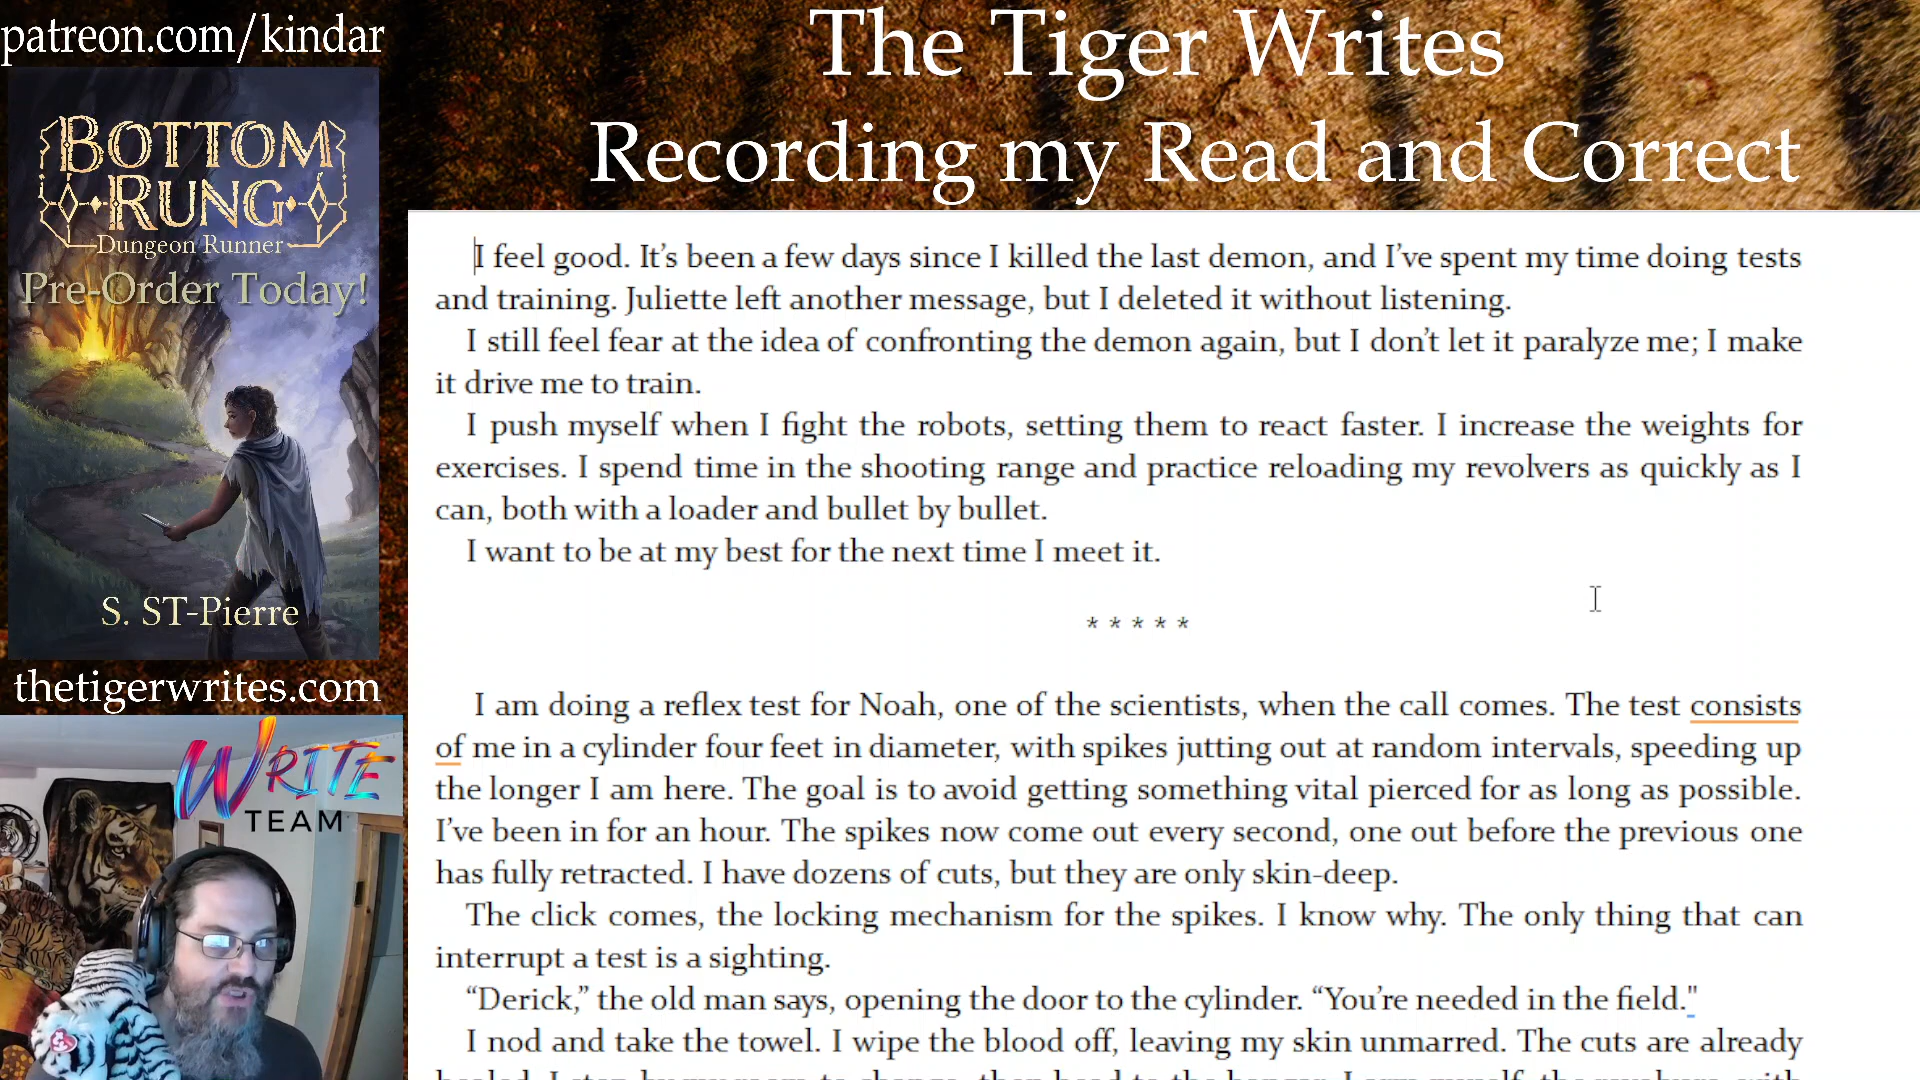 patreon.com/kindar
BOTTOM
RUNG
Dungeon Runner
Pre-Order Today!
S. ST-Pierre
thetigerwrites.com
WRITE
TEAM
The Tiger Writes
Recording my Read and Correct
I feel good. It’s been a few days since I killed the last demon, and I’ve spent my time doing tests
and training. Juliette left another message, but I deleted it without listening.
I still feel fear at the idea of confronting the demon again, but I don’t let it paralyze me; I make
it drive me to train.
I push myself when I fight the robots, setting them to react faster. I increase the weights for
exercises. I spend time in the shooting range and practice reloading my revolvers as quickly as I
can, both with a loader and bullet by bullet.
I want to be at my best for the next time I meet it.
* * * * *
I am doing a reflex test for Noah, one of the scientists, when the call comes. The test consists
of me in a cylinder four feet in diameter, with spikes jutting out at random intervals, speeding up
the longer I am here. The goal is to avoid getting something vital pierced for as long as possible.
I’ve been in for an hour. The spikes now come out every second, one out before the previous one
has fully retracted. I have dozens of cuts, but they are only skin-deep.
The click comes, the locking mechanism for the spikes. I know why. The only thing that can
interrupt a test is a sighting.
“Derick,” the old man says, opening the door to the cylinder. “You’re needed in the field."
I nod and take the towel. I wipe the blood off, leaving my skin unmarred. The cuts are already